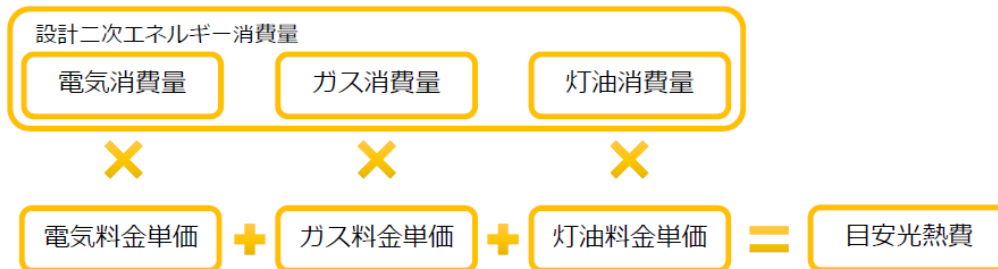 設計二次エネルギー消費量
電気消費量 ガス消費量 灯油消費量
× × ×
電気料金単価 + ガス料金単価 + 灯油料金単価 = 目安光熱費